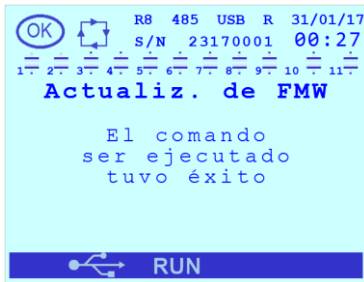 OK R8 485 USB R 31/01/17
S/N 23170001 00:27
1 2 3 4 5 6 7 8 9 10 11
Actualiz. de FMW
El comando
ser ejecutado
tuvo éxito
RUN